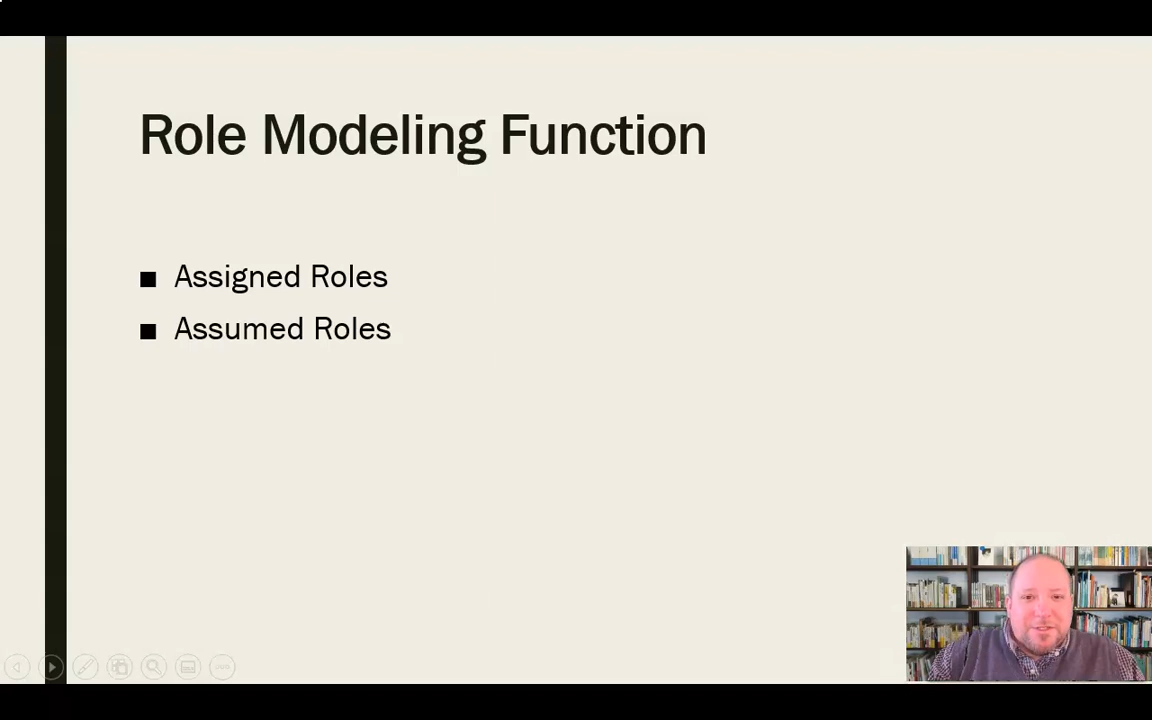 Role Modeling Function
■ Assigned Roles
■ Assumed Roles